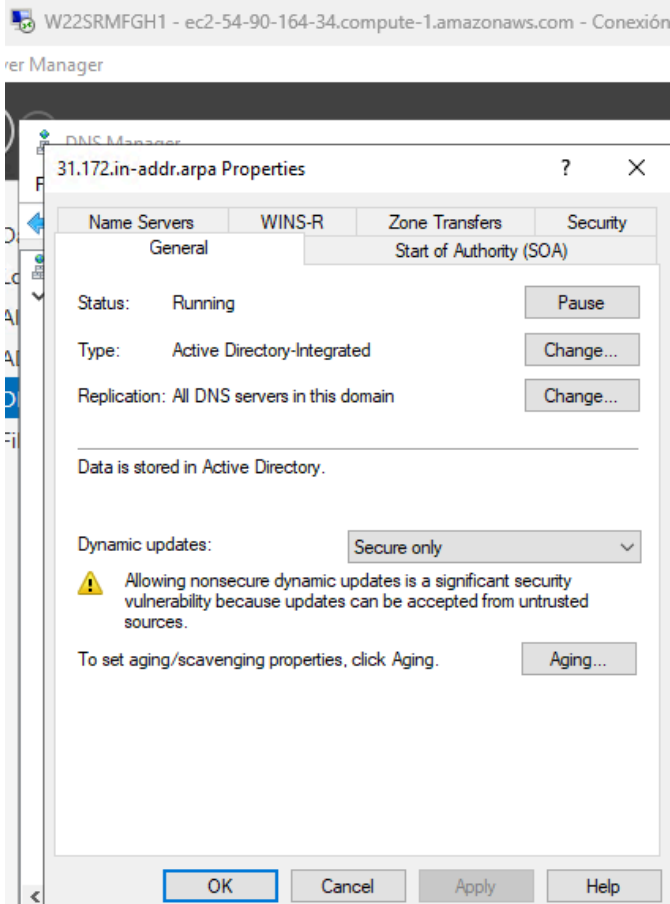 W22SRMFGH1 - ec2-54-90-164-34.compute-1.amazonaws.com - Conexión
ver Manager
DNS Manager
31.172.in-addr.arpa Properties
? ✕
Name Servers WINS-R Zone Transfers Security
General Start of Authority (SOA)
Status: Running Pause
Type: Active Directory-Integrated Change...
Replication: All DNS servers in this domain Change...
Data is stored in Active Directory.
Dynamic updates: Secure only
Allowing nonsecure dynamic updates is a significant security
vulnerability because updates can be accepted from untrusted
sources.
To set aging/scavenging properties, click Aging. Aging...
OK Cancel Apply Help